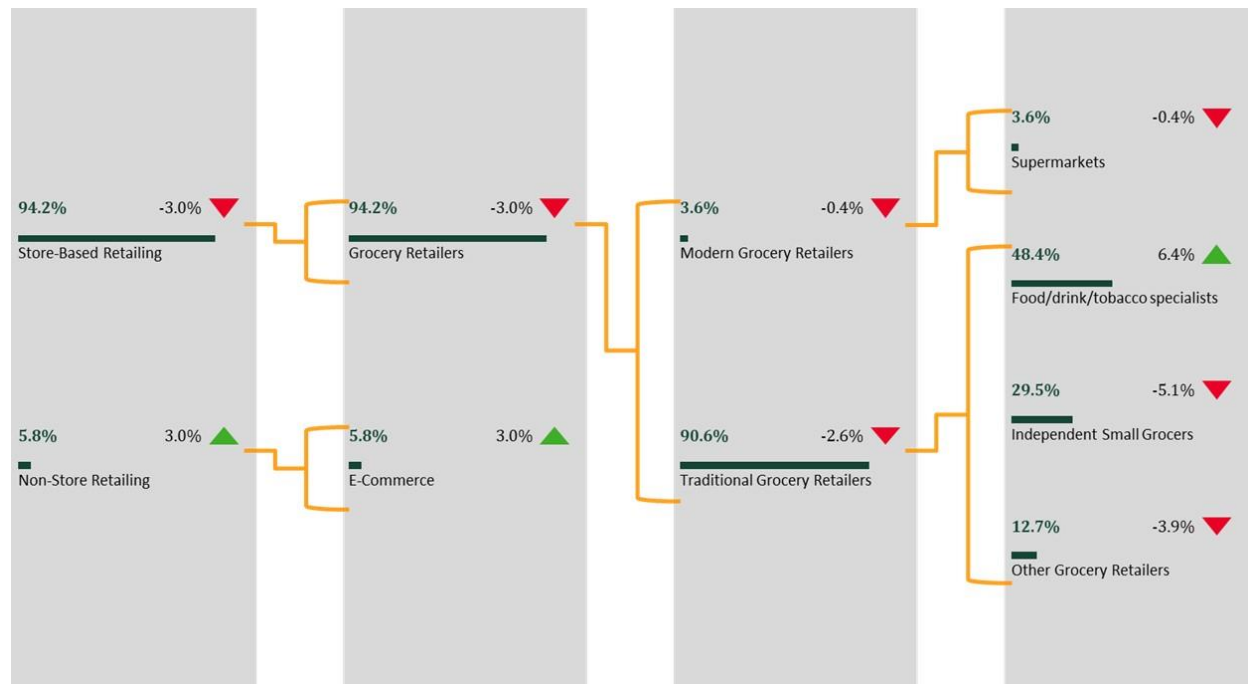 94.2% -3.0%
Store-Based Retailing
5.8% 3.0%
Non-Store Retailing
94.2% -3.0%
Grocery Retailers
5.8% 3.0%
E-Commerce
3.6% -0.4%
Modern Grocery Retailers
90.6% -2.6%
Traditional Grocery Retailers
3.6% -0.4%
Supermarkets
48.4% 6.4%
Food/drink/tobacco specialists
29.5% -5.1%
Independent Small Grocers
12.7% -3.9%
Other Grocery Retailers